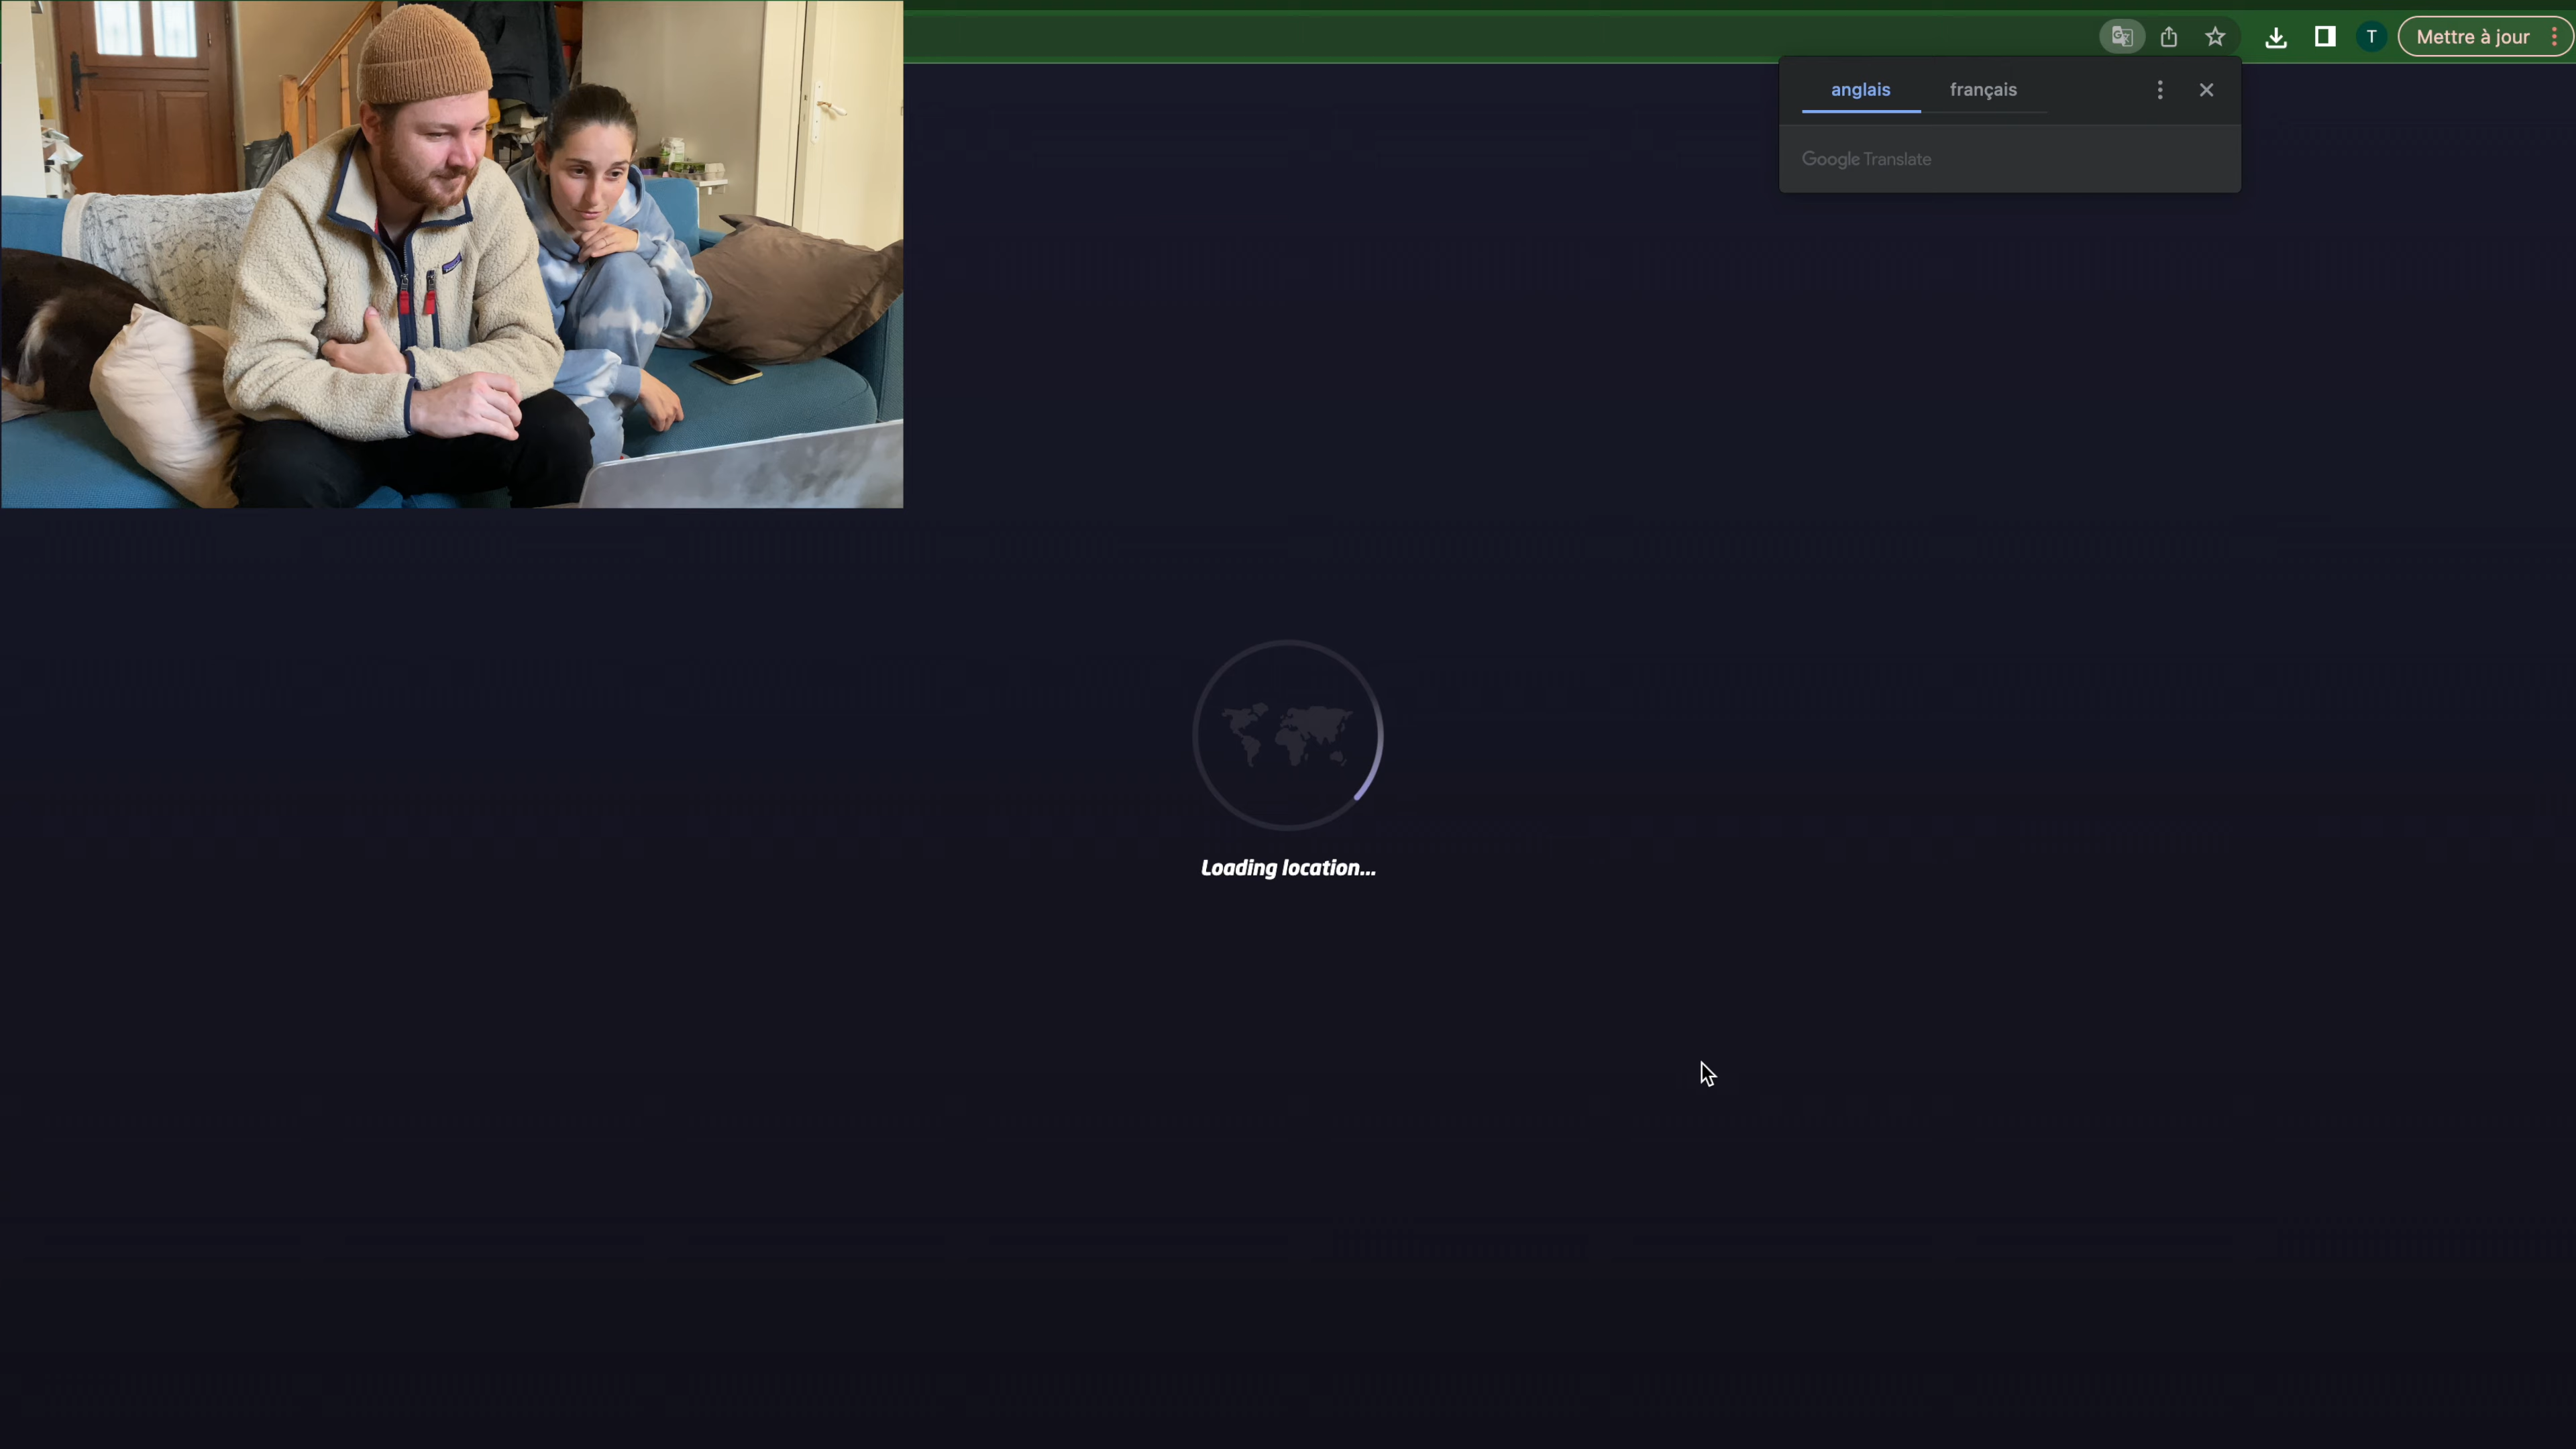 T
Mettre à jour
anglais
français
Google Translate
Loading location...